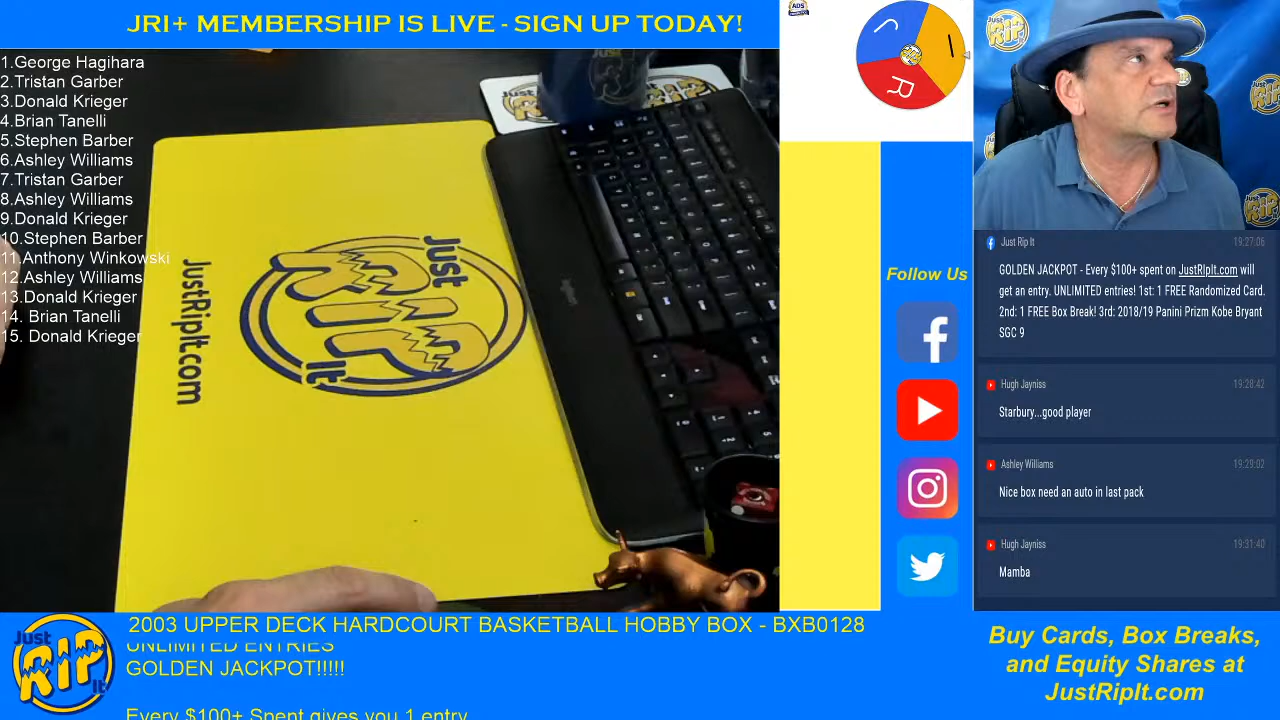 JRI+ MEMBERSHIP IS LIVE - SIGN UP TODAY!
1.George Hagihara
2.Tristan Garber
3.Donald Krieger
4.Brian Tanelli
5.Stephen Barber
6.Ashley Williams
7.Tristan Garber
8.Ashley Williams
9.Donald Krieger
10.Stephen Barber
11.Anthony Winkowski
12.Ashley Williams
13.Donald Krieger
14. Brian Tanelli
15. Donald Krieger
Just
RIP
It
JustRipIt.com
ADS
J
I
R
Follow Us
Just Rip It 19:27:06
GOLDEN JACKPOT - Every $100+ spent on JustRIpIt.com will
get an entry. UNLIMITED entries! 1st: 1 FREE Randomized Card.
2nd: 1 FREE Box Break! 3rd: 2018/19 Panini Prizm Kobe Bryant
SGC 9
Hugh Jayniss 19:28:42
Starbury...good player
Ashley Williams 19:29:02
Nice box need an auto in last pack
Hugh Jayniss 19:31:40
Mamba
Just
RIP
It
2003 UPPER DECK HARDCOURT BASKETBALL HOBBY BOX - BXB0128
UNLIMITED ENTRIES
GOLDEN JACKPOT!!!!!
Every $100+ Spent gives you 1 entry
Buy Cards, Box Breaks,
and Equity Shares at
JustRipIt.com